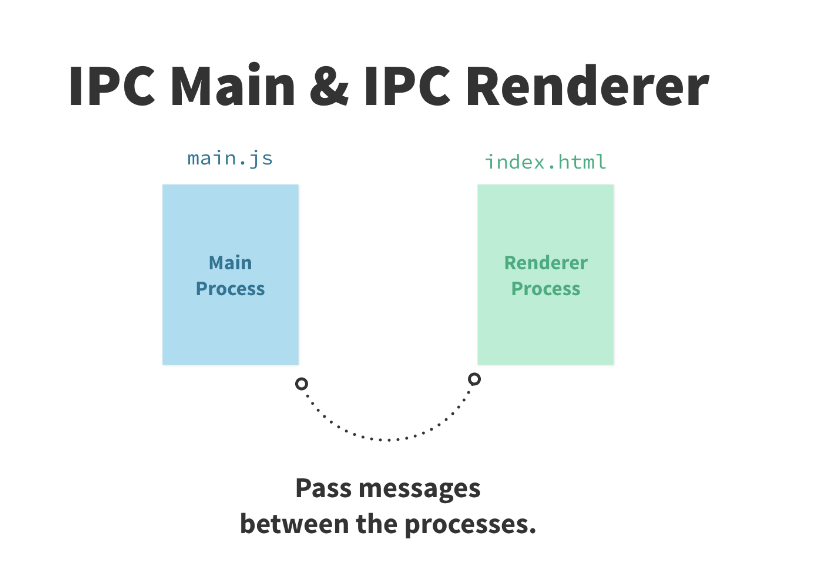 IPC Main & IPC Renderer
main.js
index.html
Main
Process
Renderer
Process
Pass messages
between the processes.